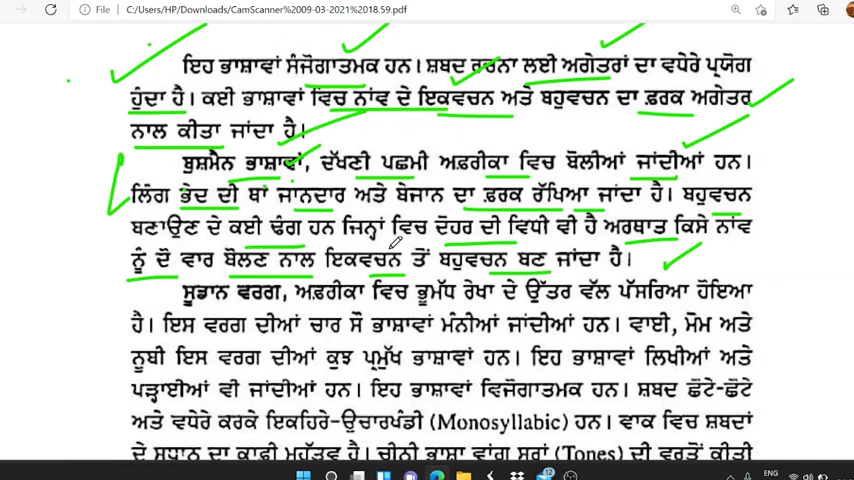 File
C:/Users/HP/Dropbox/Cameras/CamScanner%2009-03-2021%2018.59.pdf
ਇਹ ਭਾਸ਼ਾਵਾਂ ਸੰਜੋਗਾਤਮਕ ਹਨ। ਸ਼ਬਦ ਰਚਨਾ ਲਈ ਅਗੇਤਰਾਂ ਦਾ ਵਧੇਰੇ ਪ੍ਰਯੋਗ
ਹੁੰਦਾ ਹੈ। ਕਈ ਭਾਸ਼ਾਵਾਂ ਵਿਚ ਨਾਂਵ ਦੇ ਇਕਵਚਨ ਅਤੇ ਬਹੁਵਚਨ ਦਾ ਫ਼ਰਕ ਅਗੇਤਰ
ਨਾਲ ਕੀਤਾ ਜਾਂਦਾ ਹੈ।
ਬੁਸ਼ਮੈਨ ਭਾਸ਼ਾਵਾਂ, ਦੱਖਣੀ ਪਛਮੀ ਅਫ਼ਰੀਕਾ ਵਿਚ ਬੋਲੀਆਂ ਜਾਂਦੀਆਂ ਹਨ।
ਲਿੰਗ ਭੇਦ ਦੀ ਥਾਂ ਜਾਨਦਾਰ ਅਤੇ ਬੇਜਾਨ ਦਾ ਫ਼ਰਕ ਰੱਖਿਆ ਜਾਂਦਾ ਹੈ। ਬਹੁਵਚਨ
ਬਣਾਉਣ ਦੇ ਕਈ ਢੰਗ ਹਨ ਜਿਨ੍ਹਾਂ ਵਿਚ ਦੋਹਰ ਦੀ ਵਿਧੀ ਵੀ ਹੈ ਅਰਥਾਤ ਕਿਸੇ ਨਾਂਵ
ਨੂੰ ਦੋ ਵਾਰ ਬੋਲਣ ਨਾਲ ਇਕਵਚਨ ਤੋਂ ਬਹੁਵਚਨ ਬਣ ਜਾਂਦਾ ਹੈ।
ਸੂਡਾਨ ਵਰਗ, ਅਫ਼ਰੀਕਾ ਵਿਚ ਭੂਮੱਧ ਰੇਖਾ ਦੇ ਉੱਤਰ ਵੱਲ ਪੱਸਰਿਆ ਹੋਇਆ
ਹੈ। ਇਸ ਵਰਗ ਦੀਆਂ ਚਾਰ ਸੌ ਭਾਸ਼ਾਵਾਂ ਮੰਨੀਆਂ ਜਾਂਦੀਆਂ ਹਨ। ਵਾਈ, ਮੋਮ ਅਤੇ
ਨੂਬੀ ਇਸ ਵਰਗ ਦੀਆਂ ਕੁਝ ਪ੍ਰਮੁੱਖ ਭਾਸ਼ਾਵਾਂ ਹਨ। ਇਹ ਭਾਸ਼ਾਵਾਂ ਲਿਖੀਆਂ ਅਤੇ
ਪੜ੍ਹਾਈਆਂ ਵੀ ਜਾਂਦੀਆਂ ਹਨ। ਇਹ ਭਾਸ਼ਾਵਾਂ ਵਿਜੋਗਾਤਮਕ ਹਨ। ਸ਼ਬਦ ਛੋਟੇ-ਛੋਟੇ
ਅਤੇ ਵਧੇਰੇ ਕਰਕੇ ਇਕਹਿਰੇ-ਉਚਾਰਖੰਡੀ (Monosyllabic) ਹਨ। ਵਾਕ ਵਿਚ ਸ਼ਬਦਾਂ
ਦੇ ਸਥਾਨ ਦਾ ਕਾਫ਼ੀ ਮਹੱਤਵ ਹੈ। ਚੀਨੀ ਭਾਸ਼ਾ ਵਾਂਗ ਸੁਰਾਂ (Tones) ਦੀ ਵਰਤੋਂ ਕੀਤੀ
12
ENG